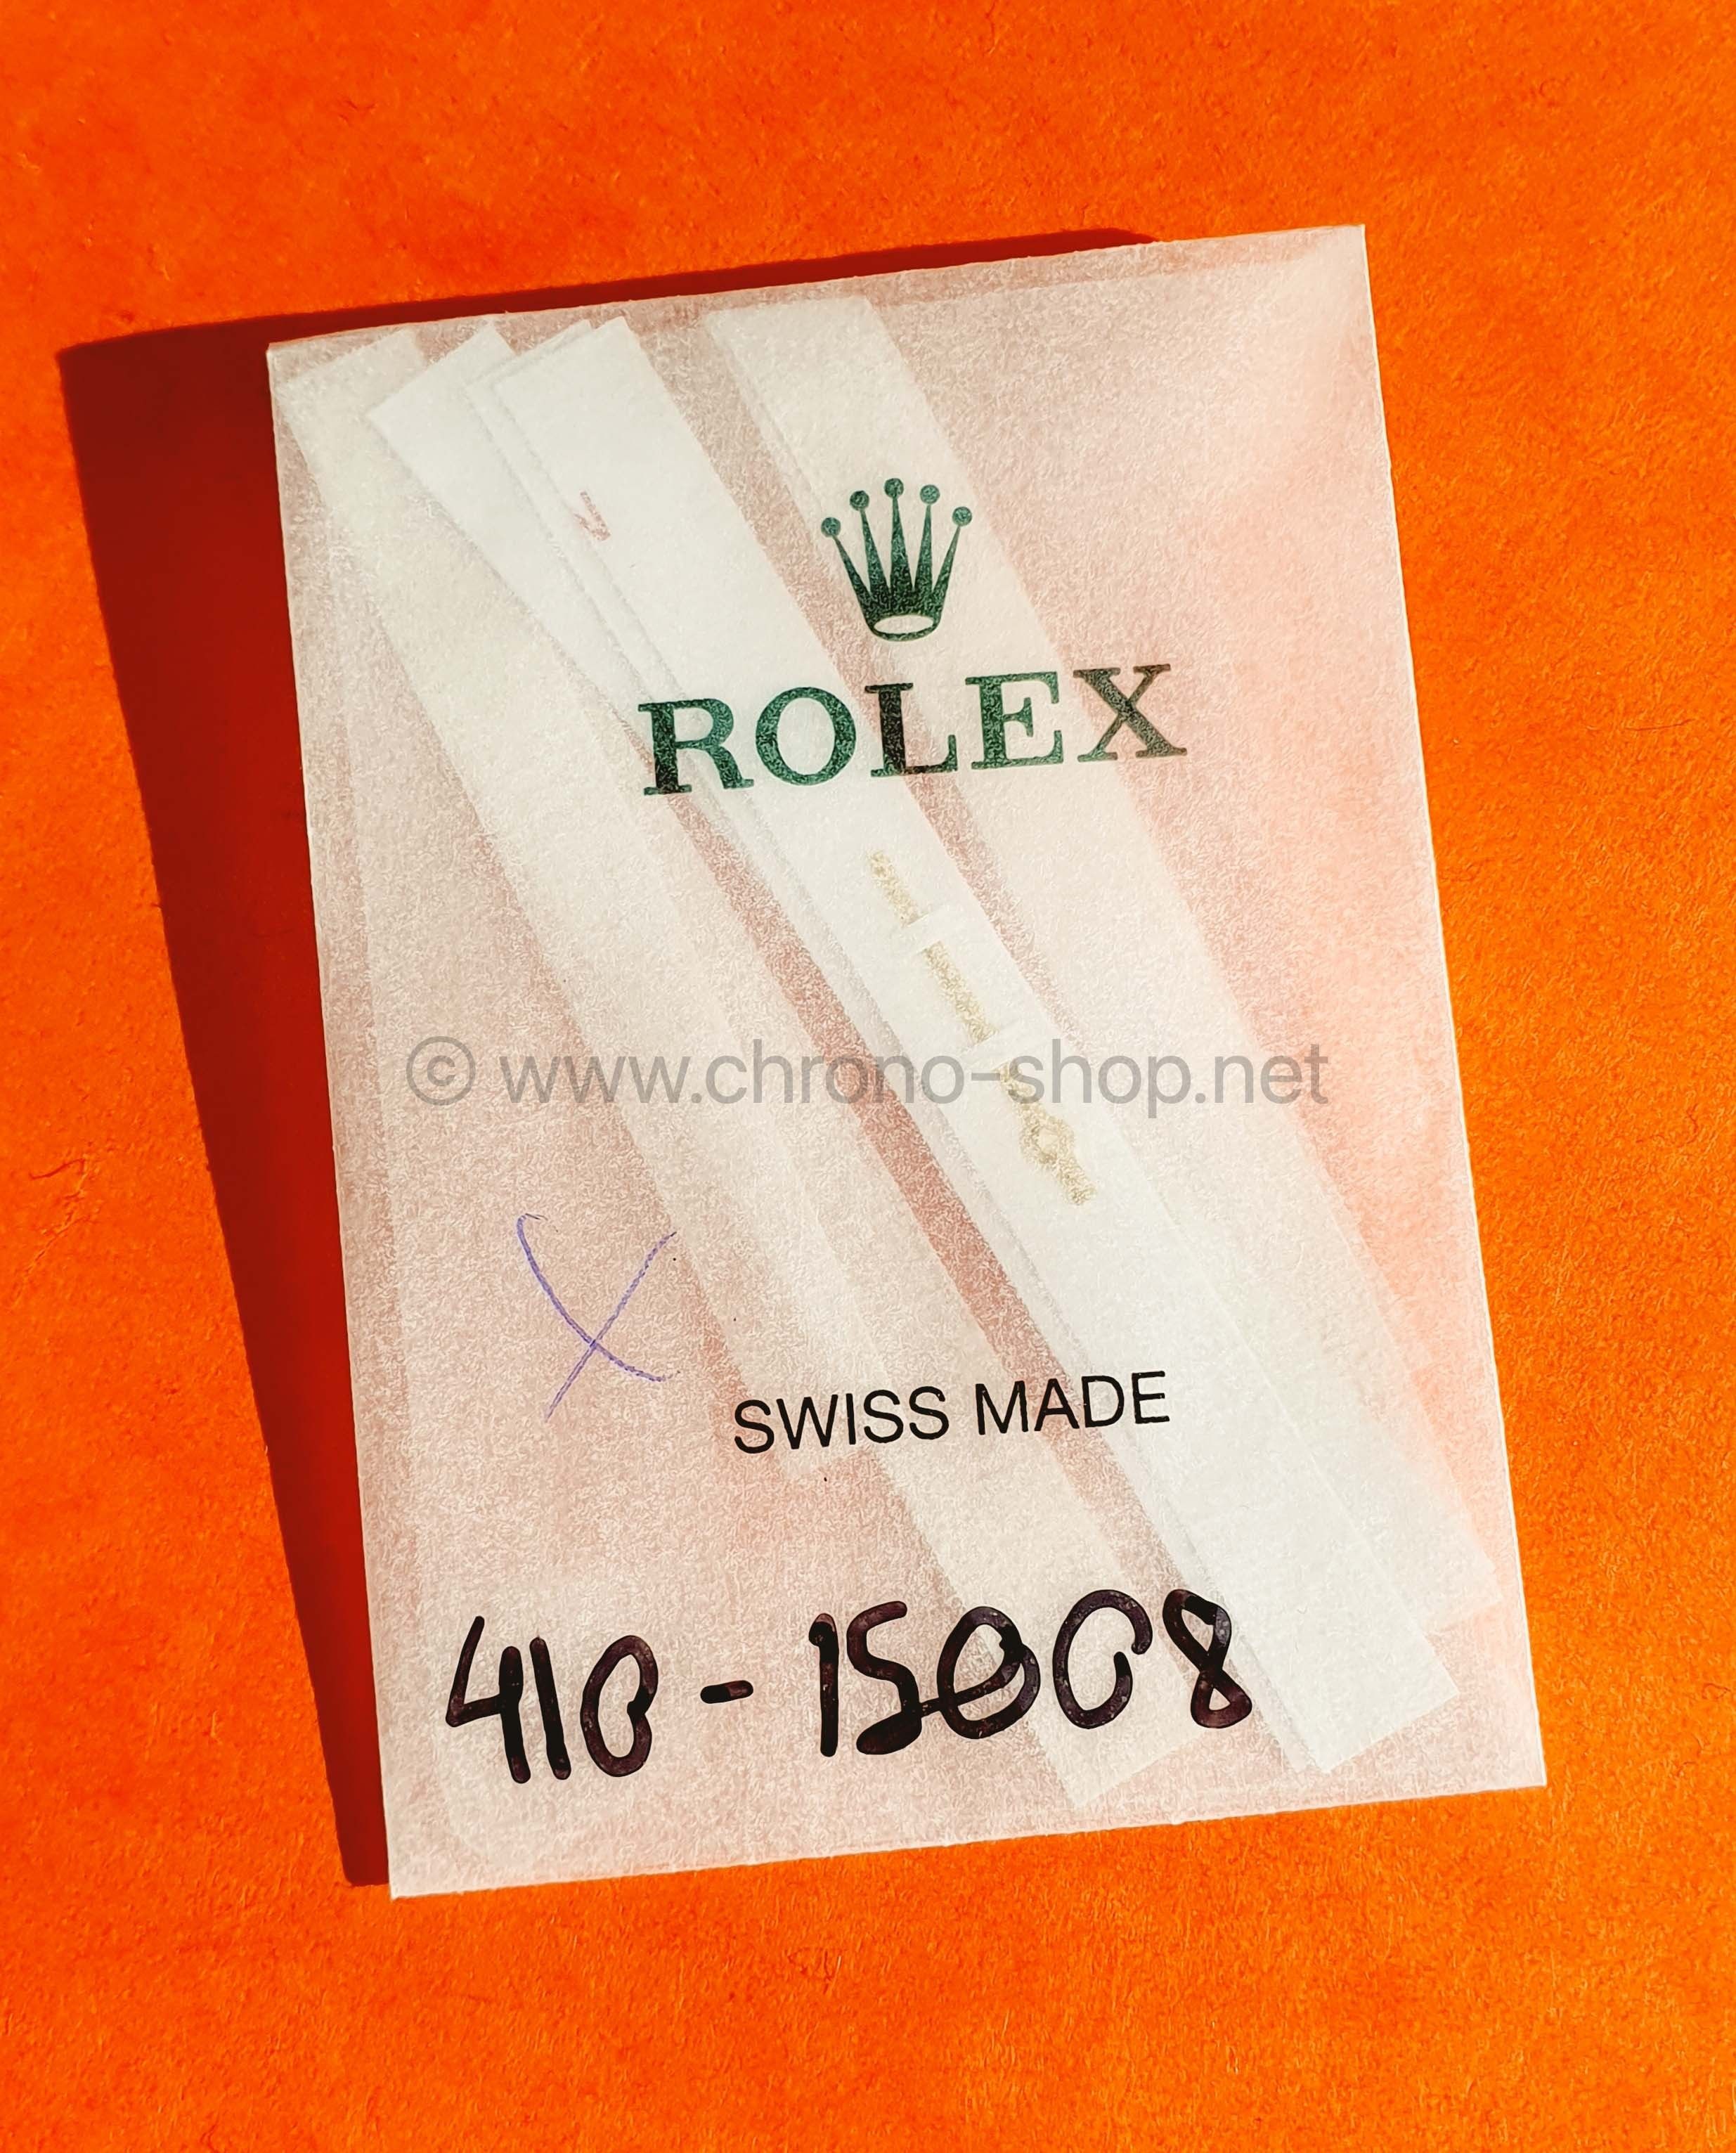 ROLEX
© www.chrono-shop.net
X
SWISS MADE
410-15008